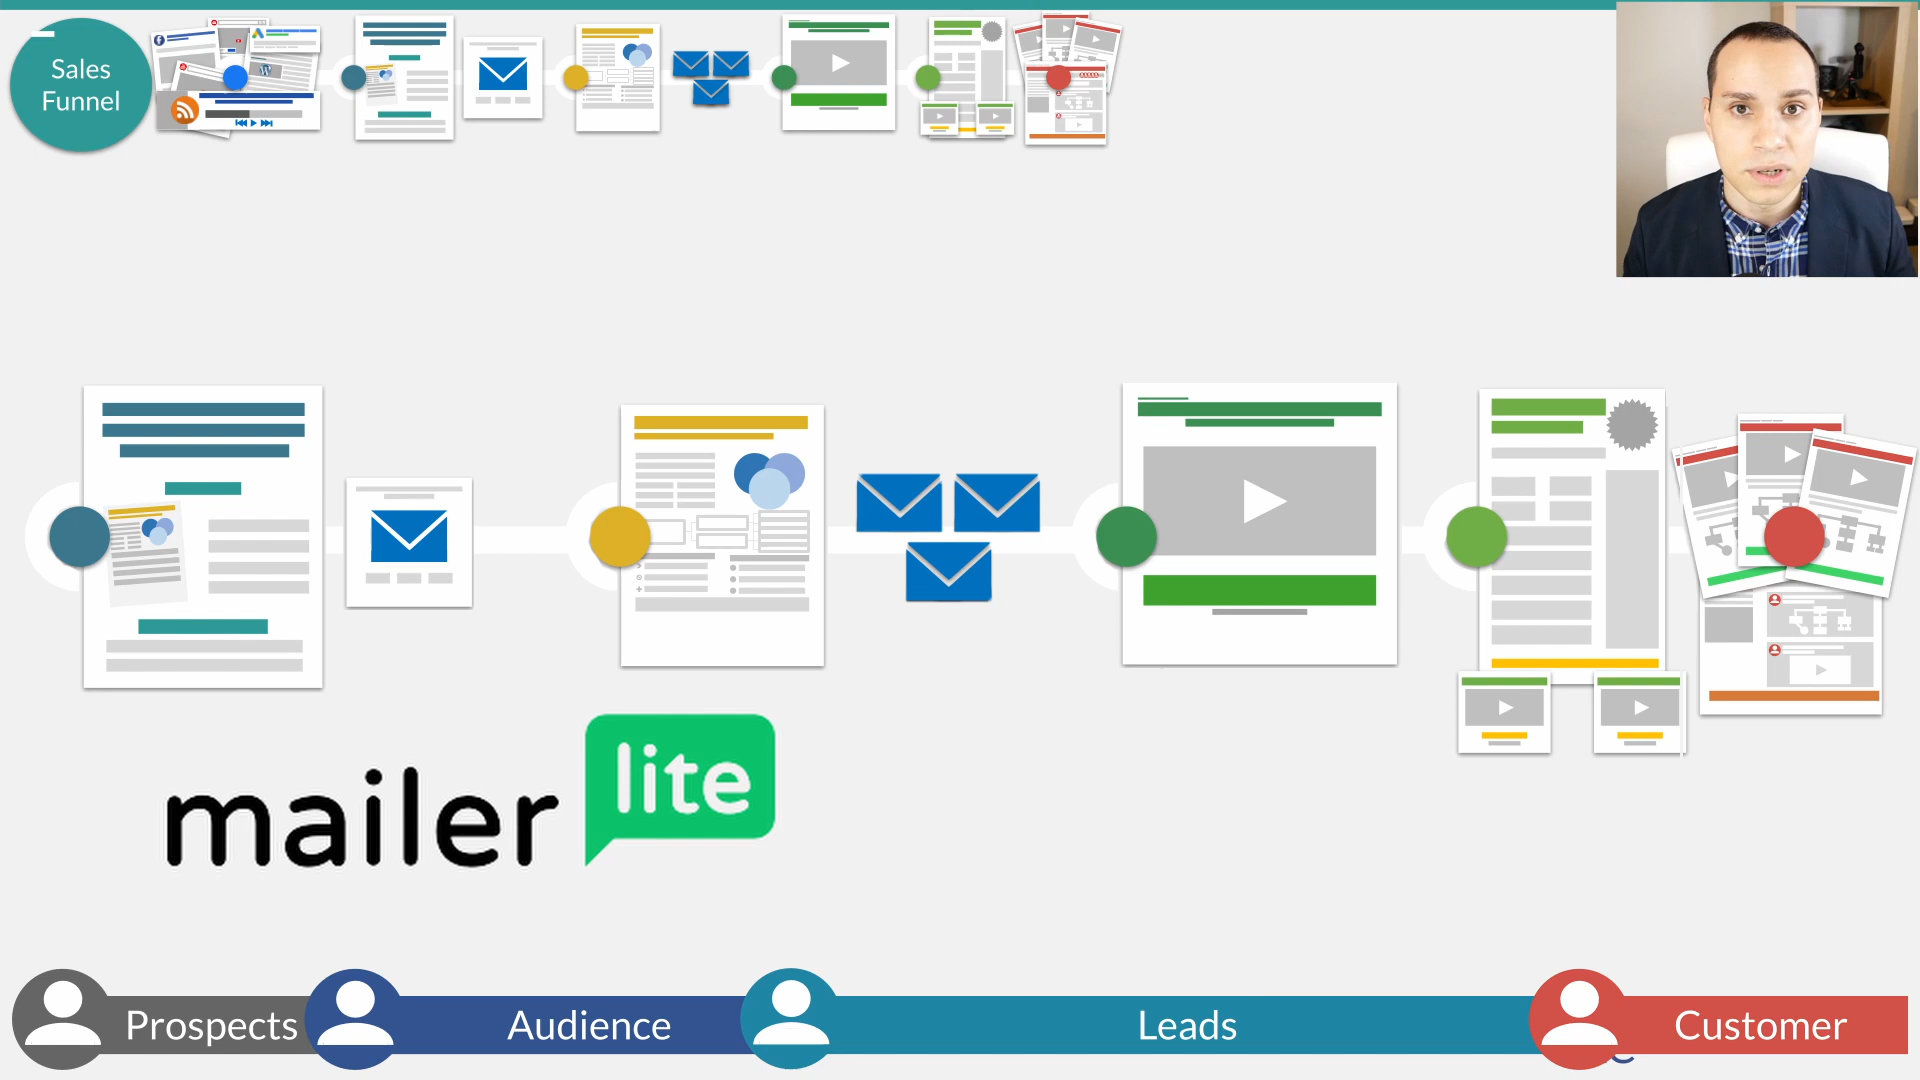 Sales
Funnel
mailer
lite
Prospects
Audience
Leads
Customer